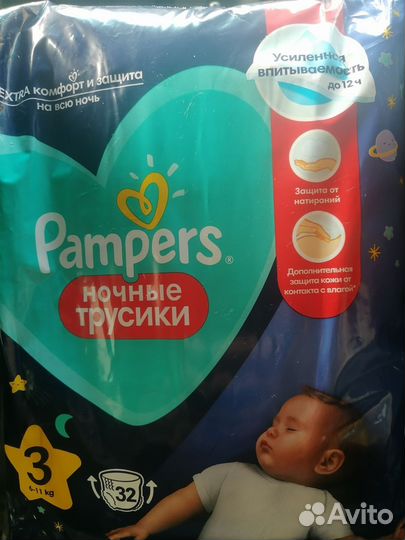 EXTRA комфорт и защита
на всю ночь
Усиленная
впитываемость
до 12 ч
Защита от
натираний
Дополнительная
защита кожи от
контакта с влагой*
Pampers®
ночные
трусики
3
6-11 kg
32
Avito